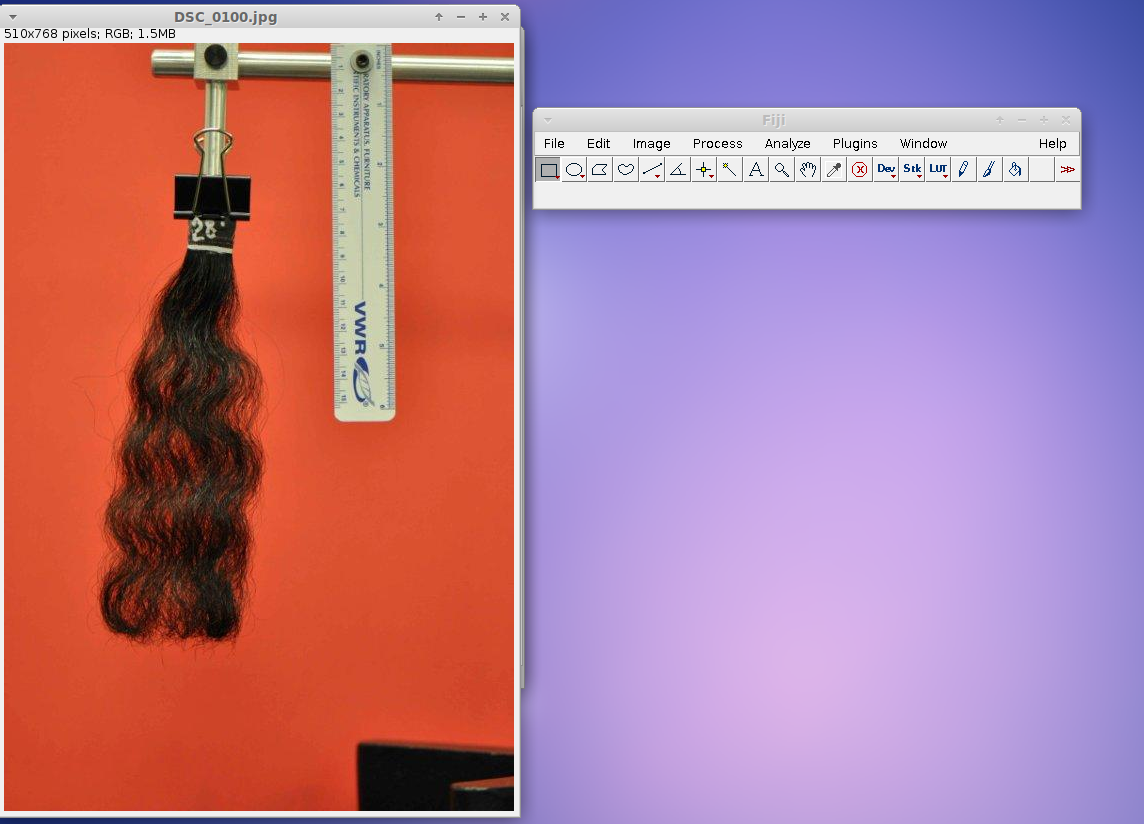 DSC_0100.jpg
510x768 pixels; RGB; 1.5MB
INCHES
RATORY APPARATUS, FURNITURE
TIFIC INSTRUMENTS & CHEMICALS
VWR
Fiji
File Edit Image Process Analyze Plugins Window Help
Dev Stk LUT